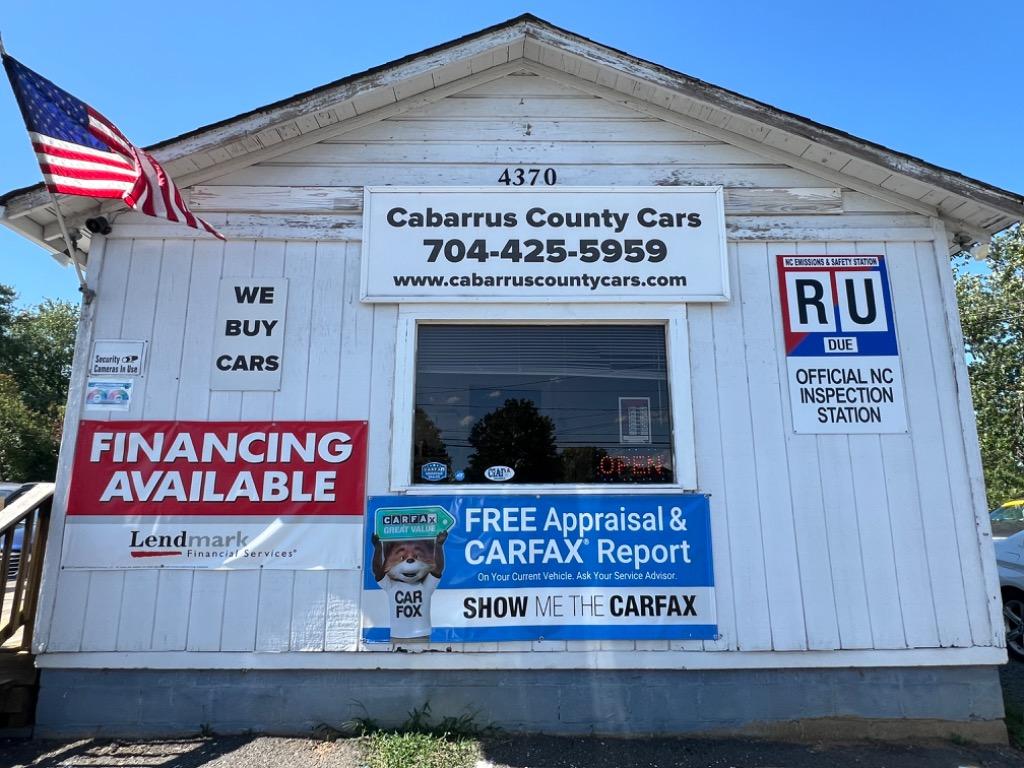 4370
Cabarrus County Cars
704-425-5959
www.cabarruscountycars.com
WE
BUY
CARS
NC EMISSIONS & SAFETY STATION
R U
DUE
OFFICIAL NC
INSPECTION
STATION
Security
Cameras In Use
FINANCING
AVAILABLE
Lendmark
Financial Services®
OPEN
CARFAX
GREAT VALUE
CAR
FOX
FREE Appraisal &
CARFAX® Report
On Your Current Vehicle. Ask Your Service Advisor.
SHOW ME THE CARFAX